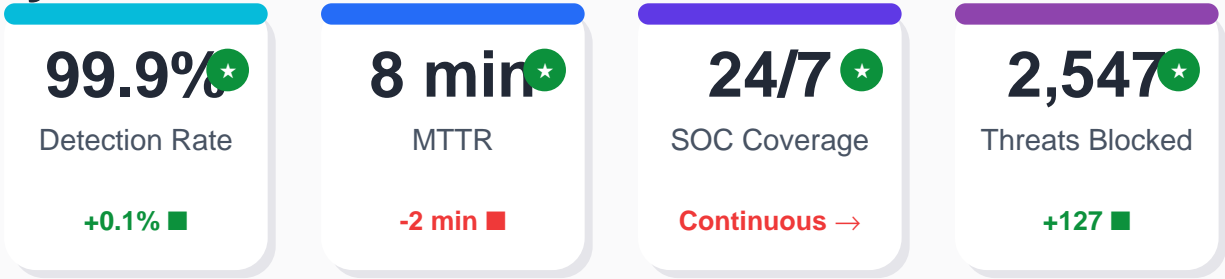 99.9% ★
Detection Rate
+0.1% ■
8 min ★
MTTR
-2 min ■
24/7 ★
SOC Coverage
Continuous →
2,547 ★
Threats Blocked
+127 ■